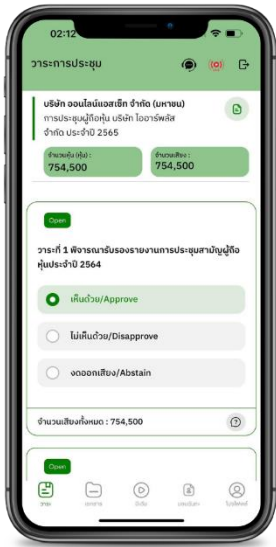 02:12
วาระการประชุม
บริษัท ออนไลน์แอสเซ็ท จำกัด (มหาชน)
การประชุมผู้ถือหุ้น บริษัท ไออาร์พลัส
จำกัด ประจำปี 2565
จำนวนหุ้น (หุ้น) :
754,500
จำนวนเสียง :
754,500
Open
วาระที่ 1 พิจารณารับรองรายงานการประชุมสามัญผู้ถือ
หุ้นประจำปี 2564
เห็นด้วย/Approve
ไม่เห็นด้วย/Disapprove
งดออกเสียง/Abstain
จำนวนเสียงทั้งหมด : 754,500
Open
วาระ
เอกสาร